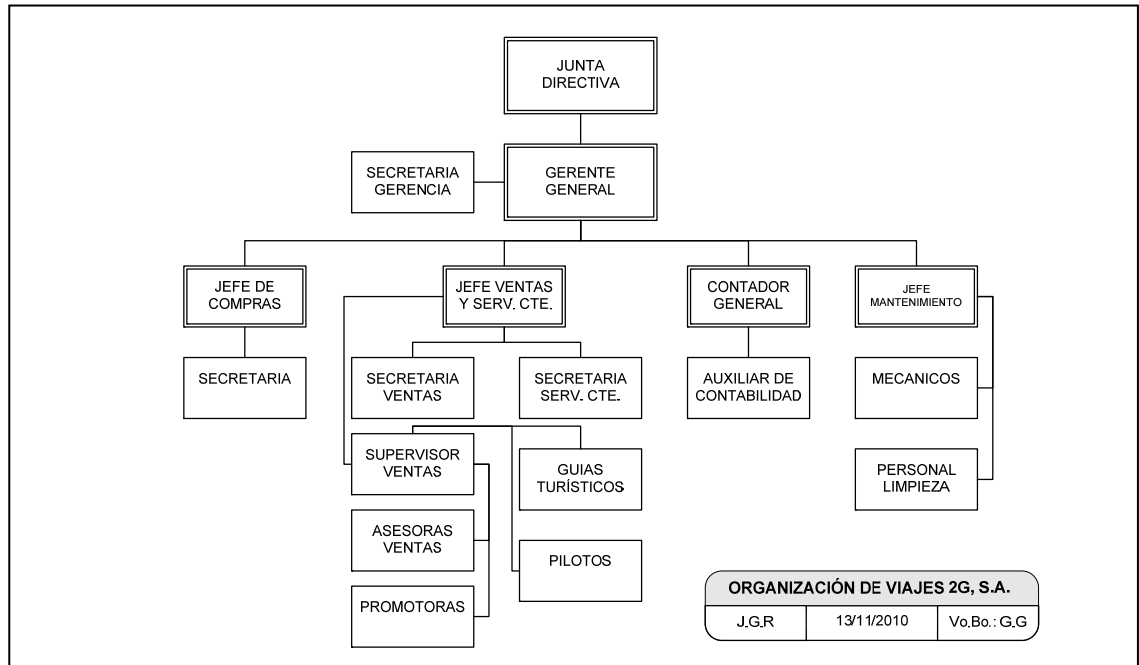 JUNTA
DIRECTIVA
SECRETARIA
GERENCIA
GERENTE
GENERAL
JEFE DE
COMPRAS
JEFE VENTAS
Y SERV. CTE.
CONTADOR
GENERAL
JEFE
MANTENIMIENTO
SECRETARIA
SECRETARIA
VENTAS
SECRETARIA
SERV. CTE.
AUXILIAR DE
CONTABILIDAD
MECANICOS
SUPERVISOR
VENTAS
GUIAS
TURÍSTICOS
PERSONAL
LIMPIEZA
ASESORAS
VENTAS
PILOTOS
PROMOTORAS
ORGANIZACIÓN DE VIAJES 2G, S.A.
J.G.R 13/11/2010 Vo.Bo.: G.G